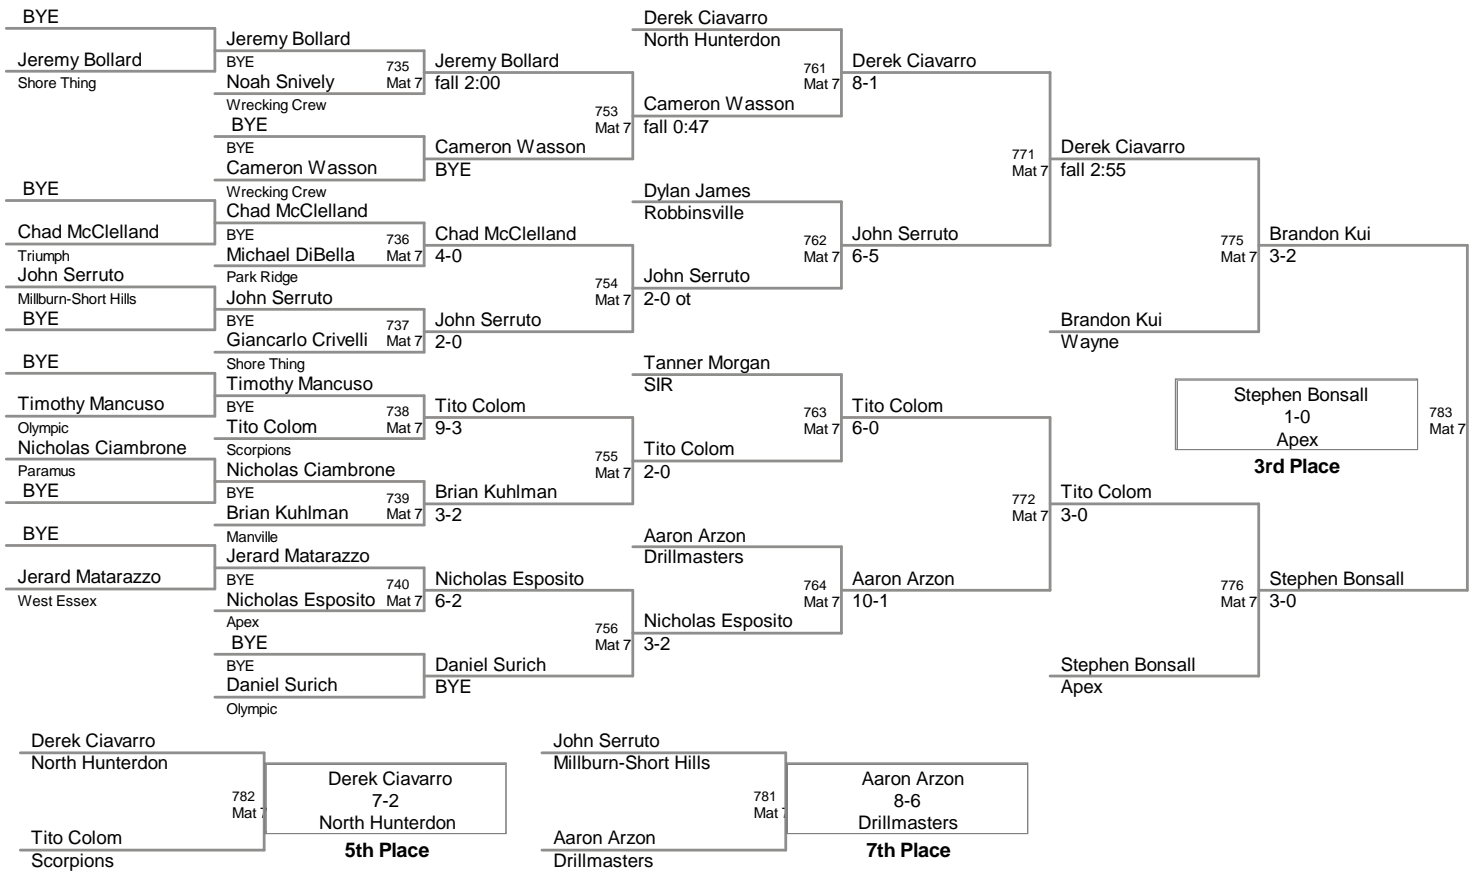 BYE
Jeremy Bollard
Shore Thing
BYE
Chad McClelland
Triumph
John Serruto
Millburn-Short Hills
BYE
BYE
Timothy Mancuso
Olympic
Nicholas Ciambrone
Paramus
BYE
BYE
Jerard Matarazzo
West Essex
Jeremy Bollard
BYE
735
Noah Snively
Mat 7
Wrecking Crew
BYE
BYE
Cameron Wasson
Wrecking Crew
Chad McClelland
BYE
736
Michael DiBella
Mat 7
Park Ridge
John Serruto
BYE
737
Giancarlo Crivelli
Mat 7
Shore Thing
Timothy Mancuso
BYE
738
Tito Colom
Mat 7
Scorpions
Nicholas Ciambrone
BYE
739
Brian Kuhlman
Mat 7
Manville
Jerard Matarazzo
BYE
740
Nicholas Esposito
Mat 7
Apex
BYE
BYE
Daniel Surich
Olympic
Jeremy Bollard
fall 2:00
753
Mat 7
Cameron Wasson
BYE
Chad McClelland
4-0
754
Mat 7
John Serruto
2-0
Tito Colom
9-3
755
Mat 7
Brian Kuhlman
3-2
Nicholas Esposito
6-2
756
Mat 7
Daniel Surich
BYE
Derek Ciavarro
North Hunterdon
761
Mat 7
Cameron Wasson
fall 0:47
Dylan James
Robbinsville
762
Mat 7
John Serruto
2-0 ot
Tanner Morgan
SIR
763
Mat 7
Tito Colom
2-0
Aaron Arzon
Drillmasters
764
Mat 7
Nicholas Esposito
3-2
Derek Ciavarro
8-1
771
Mat 7
John Serruto
6-5
Tito Colom
6-0
772
Mat 7
Aaron Arzon
10-1
Derek Ciavarro
fall 2:55
775
Mat 7
Brandon Kui
Wayne
Tito Colom
3-0
776
Mat 7
Stephen Bonsall
Apex
Brandon Kui
3-2
Stephen Bonsall
1-0
Apex
3rd Place
783
Mat 7
Stephen Bonsall
3-0
Derek Ciavarro
North Hunterdon
782
Mat 7
Tito Colom
Scorpions
Derek Ciavarro
7-2
North Hunterdon
5th Place
John Serruto
Millburn-Short Hills
781
Mat 7
Aaron Arzon
Drillmasters
Aaron Arzon
8-6
Drillmasters
7th Place